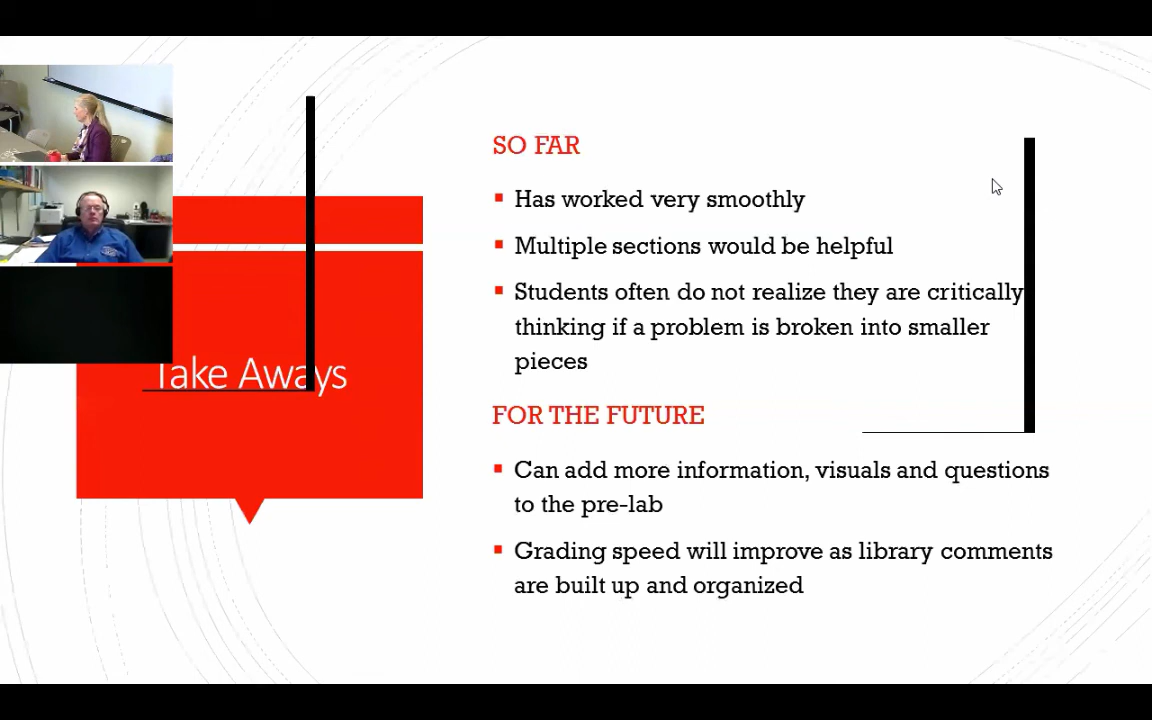 Take Aways
SO FAR
Has worked very smoothly
Multiple sections would be helpful
Students often do not realize they are critically
thinking if a problem is broken into smaller
pieces
FOR THE FUTURE
Can add more information, visuals and questions
to the pre-lab
Grading speed will improve as library comments
are built up and organized